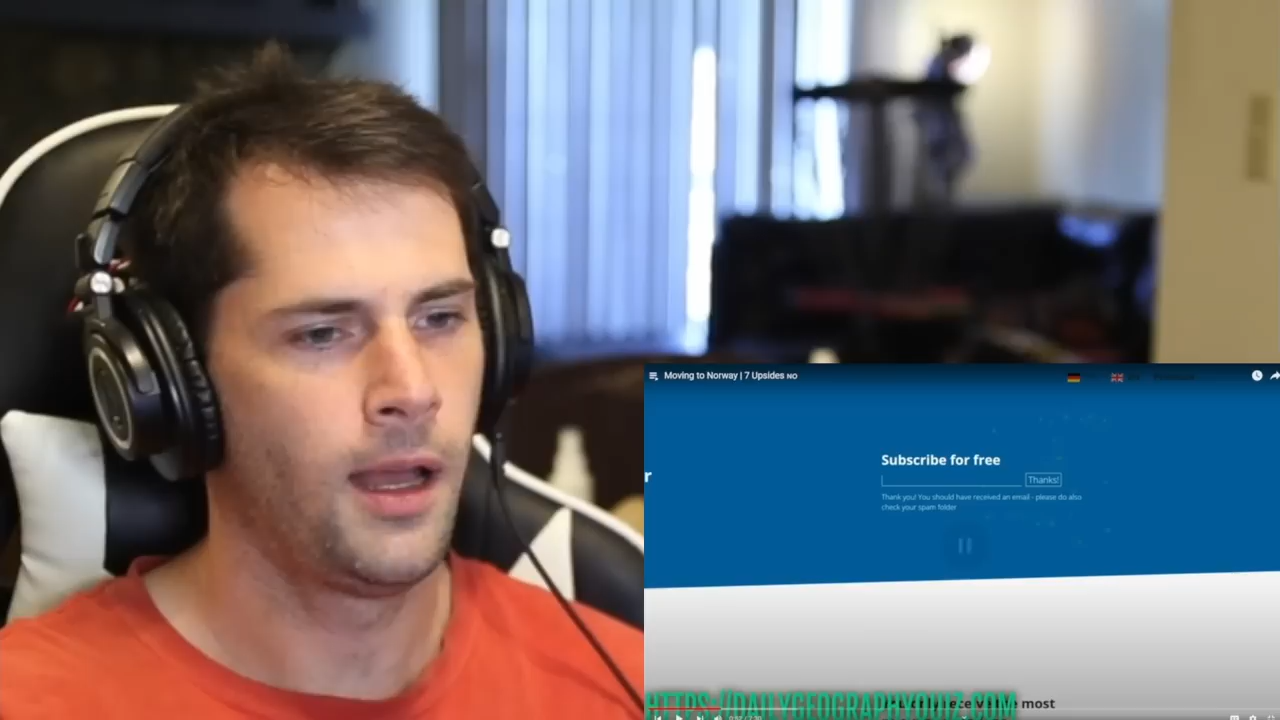 Moving to Norway | 7 Upsides NO
r
Subscribe for free
Thanks!
Thank you! You should have received an email - please do also
check your spam folder
HTTPS://DAILYGEOGRAPHYQUIZ.COM
most